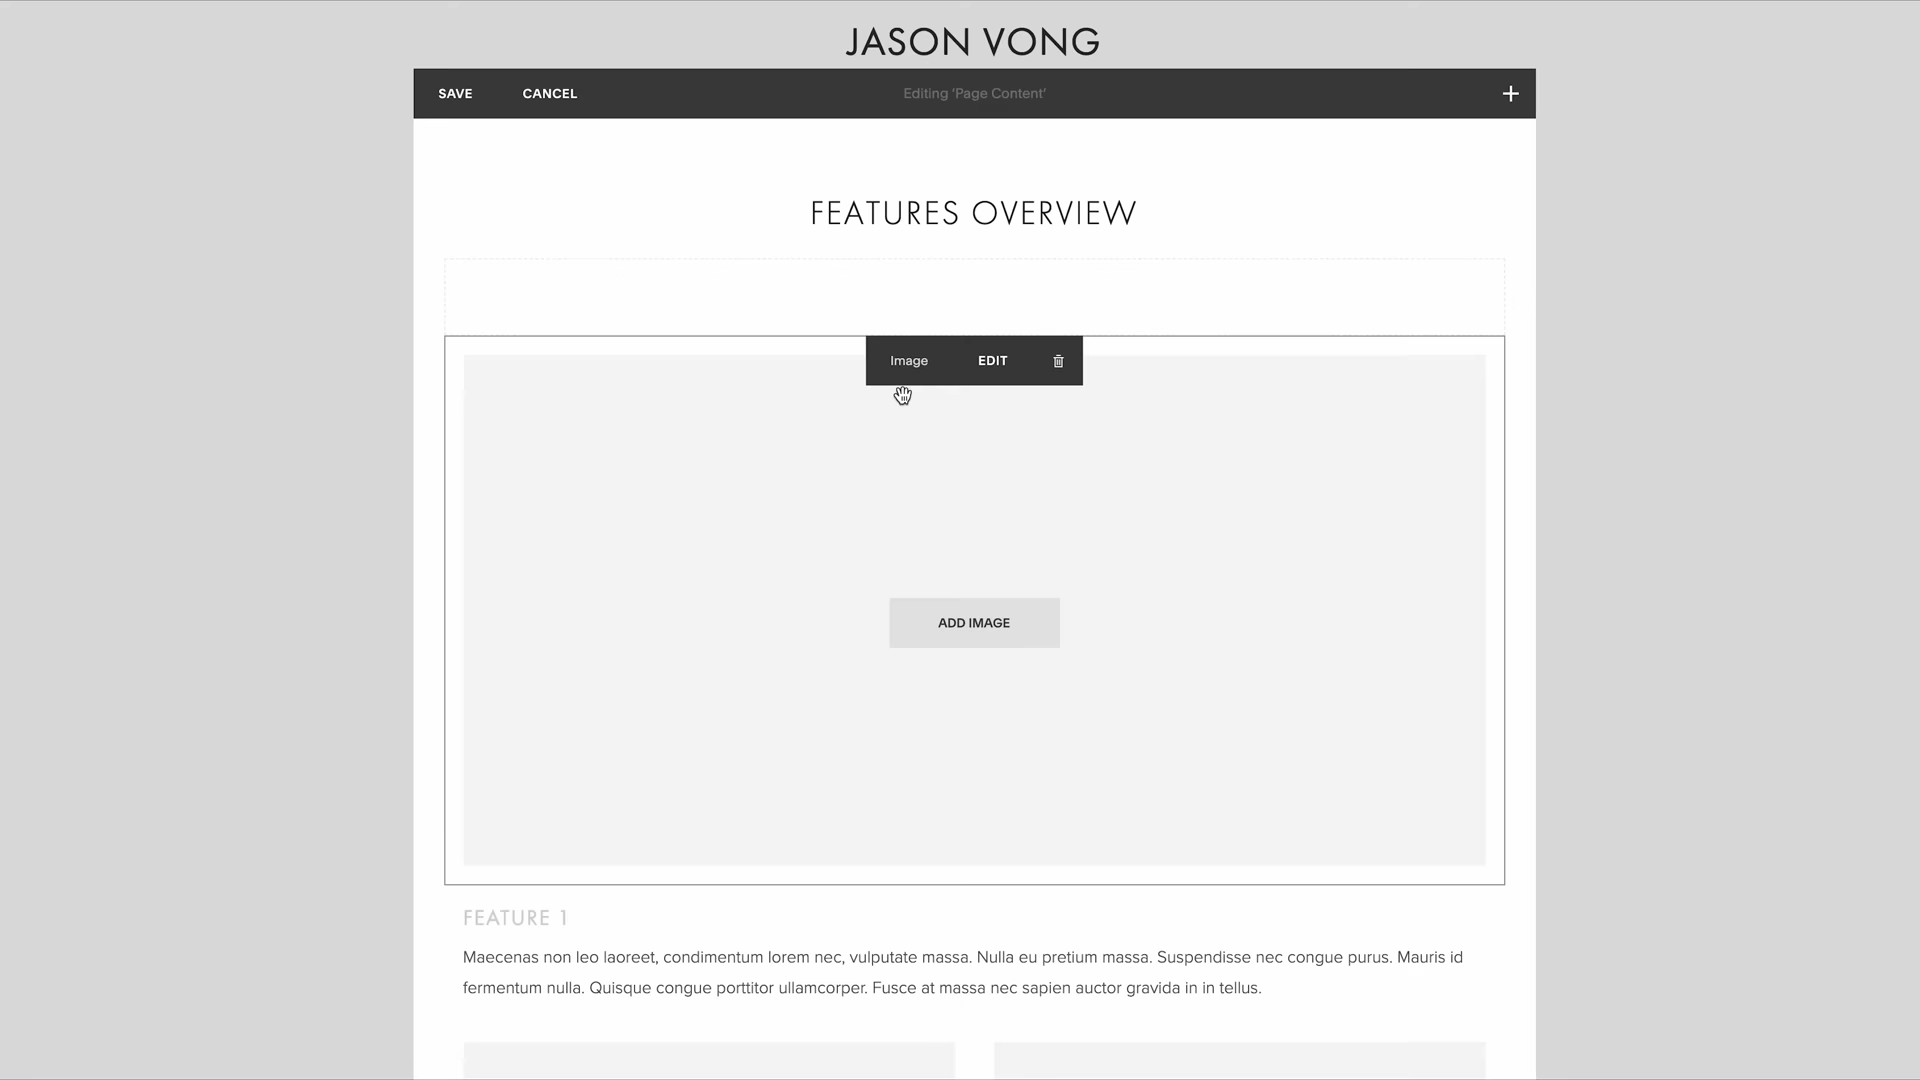 JASON VONG
SAVE CANCEL Editing 'Page Content' +
FEATURES OVERVIEW
Image EDIT
ADD IMAGE
FEATURE 1
Maecenas non leo laoreet, condimentum lorem nec, vulputate massa. Nulla eu pretium massa. Suspendisse nec congue purus. Mauris id
fermentum nulla. Quisque congue porttitor ullamcorper. Fusce at massa nec sapien auctor gravida in in tellus.